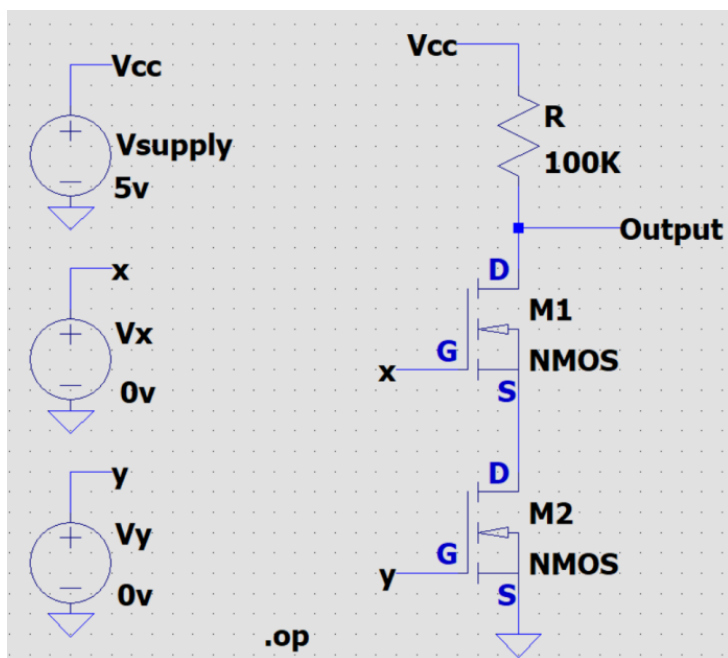 Vcc
Vsupply
5v
x
Vx
0v
y
Vy
0v
.op
Vcc
R
100K
Output
D
M1
G
NMOS
x
S
D
M2
G
NMOS
y
S